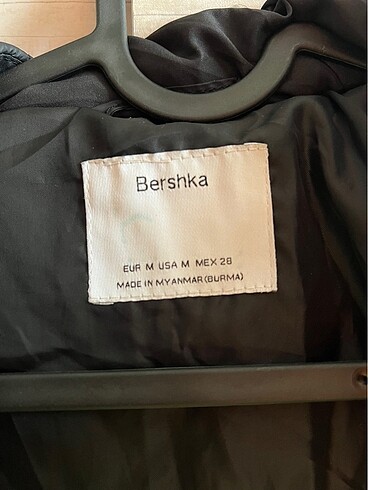 Bershka
EUR M USA M MEX 28
MADE IN MYANMAR (BURMA)